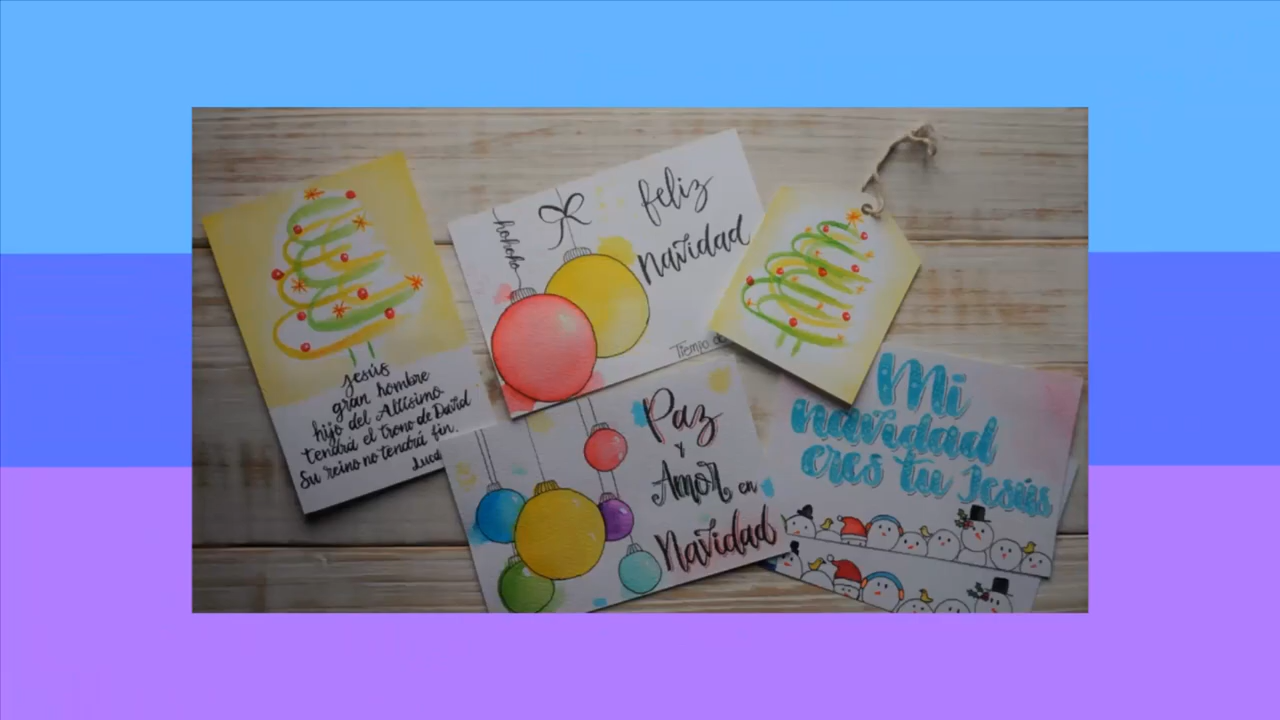 jesús
gran hombre
hijo del Altísimo
tendrá el trono de David
Su reino no tendrá fin.
hohoho
feliz
navidad
Tiempo
Paz
y
Amor en
Navidad
Mi
navidad
eres tu Jesús